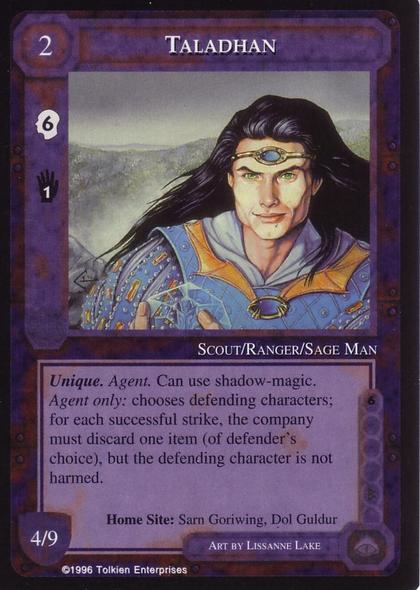 2
TALADHAN
6
1
SCOUT/RANGER/SAGE MAN
Unique. Agent. Can use shadow-magic.
Agent only: chooses defending characters;
for each successful strike, the company
must discard one item (of defender's
choice), but the defending character is not
harmed.
6
Home Site: Sarn Goriwing, Dol Guldur
4/9
ART BY LISSANNE LAKE
©1996 Tolkien Enterprises